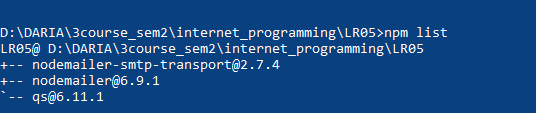 D:\DARIA\3course_sem2\internet_programming\LR05>npm list
LR05@ D:\DARIA\3course_sem2\internet_programming\LR05
+-- nodemailer-smtp-transport@2.7.4
+-- nodemailer@6.9.1
`-- qs@6.11.1